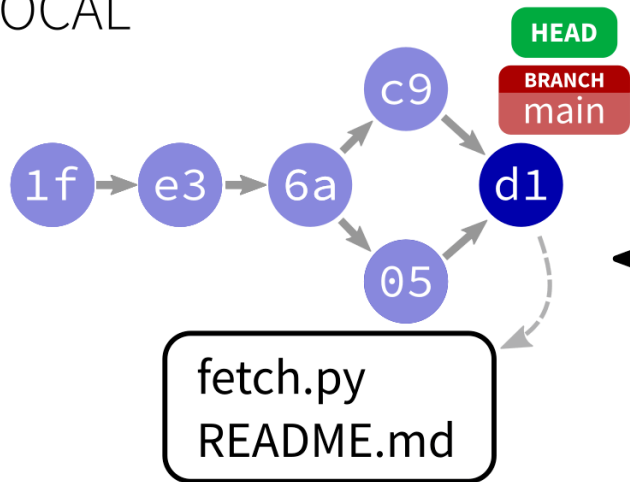 OCAL
HEAD
BRANCH
main
c9
1f
e3
6a
d1
05
fetch.py
README.md